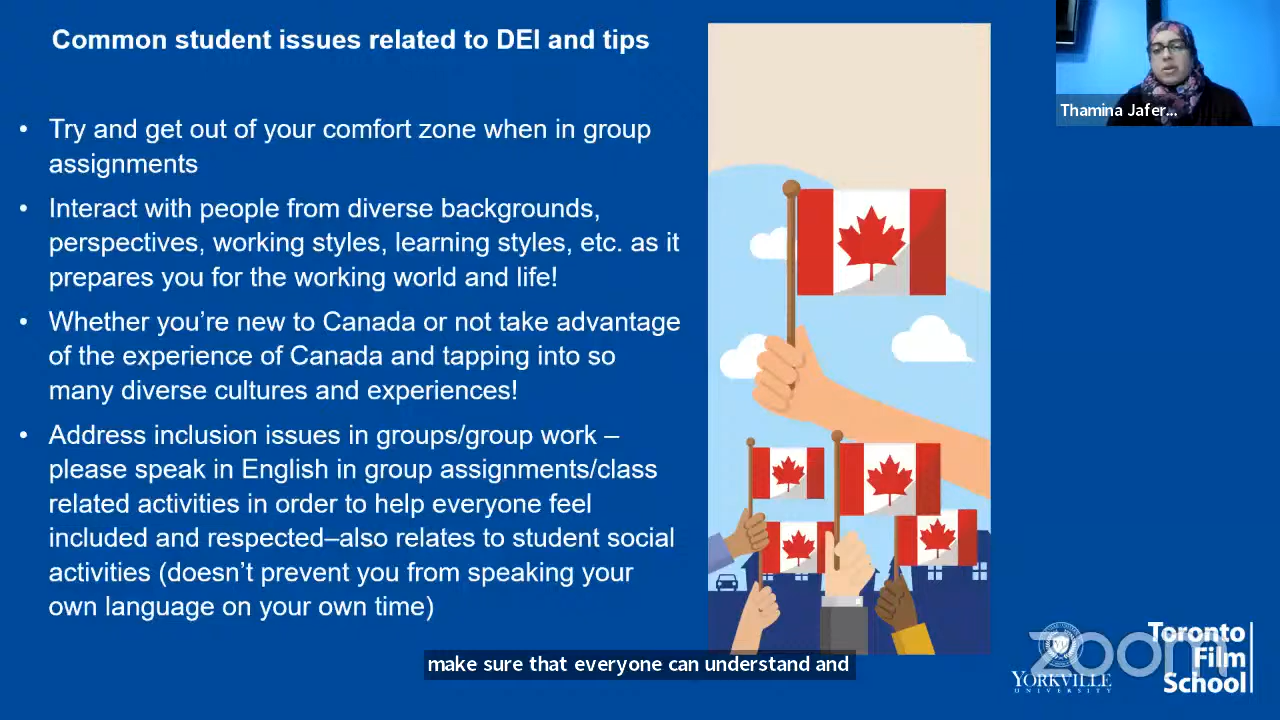 Common student issues related to DEI and tips
• Try and get out of your comfort zone when in group
assignments
• Interact with people from diverse backgrounds,
perspectives, working styles, learning styles, etc. as it
prepares you for the working world and life!
• Whether you’re new to Canada or not take advantage
of the experience of Canada and tapping into so
many diverse cultures and experiences!
• Address inclusion issues in groups/group work –
please speak in English in group assignments/class
related activities in order to help everyone feel
included and respected–also relates to student social
activities (doesn’t prevent you from speaking your
own language on your own time)
Thamina Jafer...
make sure that everyone can understand and
zoom
YORKVILLE
UNIVERSITY
Toronto
Film
School